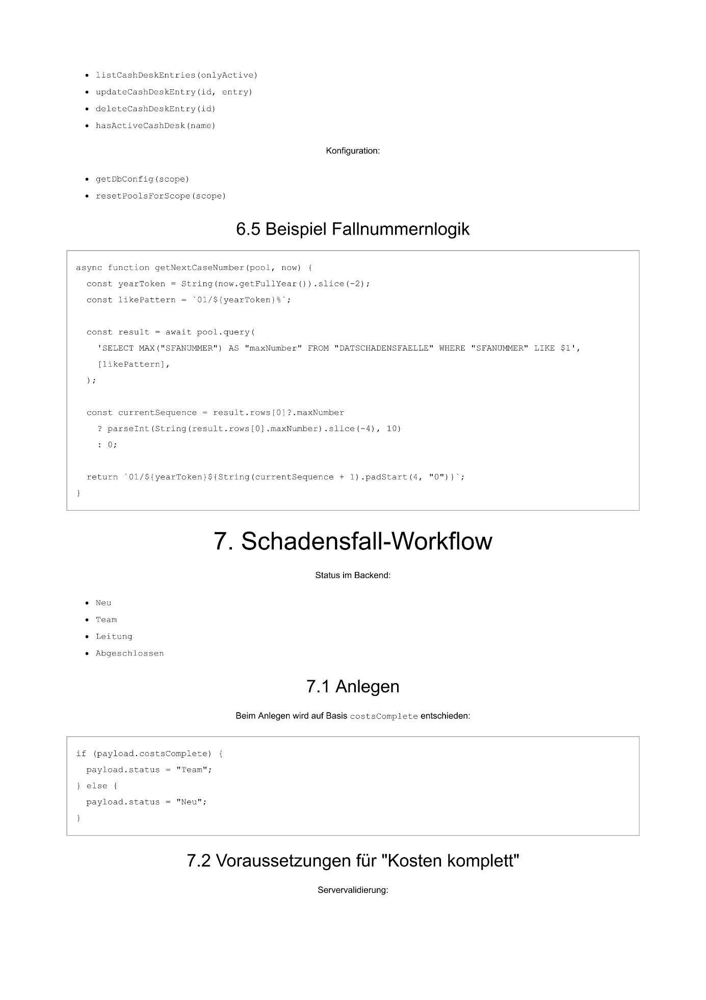 • listCashDeskEntries(onlyActive)
• updateCashDeskEntry(id, entry)
• deleteCashDeskEntry(id)
• hasActiveCashDesk(name)
Konfiguration:
• getDbConfig(scope)
• resetPoolsForScope(scope)
6.5 Beispiel Fallnummernlogik
async function getNextCaseNumber(pool, now) {
  const yearToken = String(now.getFullYear()).slice(-2);
  const likePattern = `01/${yearToken}%`;
  const result = await pool.query(
    'SELECT MAX("SFANUMMER") AS "maxNumber" FROM "DATSCHADENSFAELLE" WHERE "SFANUMMER" LIKE $1',
    [likePattern],
  );
  const currentSequence = result.rows[0]?.maxNumber
    ? parseInt(String(result.rows[0].maxNumber).slice(-4), 10)
    : 0;
  return `01/${yearToken}${String(currentSequence + 1).padStart(4, "0")}`;
}
7. Schadensfall-Workflow
Status im Backend:
• Neu
• Team
• Leitung
• Abgeschlossen
7.1 Anlegen
Beim Anlegen wird auf Basis costsComplete entschieden:
if (payload.costsComplete) {
  payload.status = "Team";
} else {
  payload.status = "Neu";
}
7.2 Voraussetzungen für "Kosten komplett"
Servervalidierung: